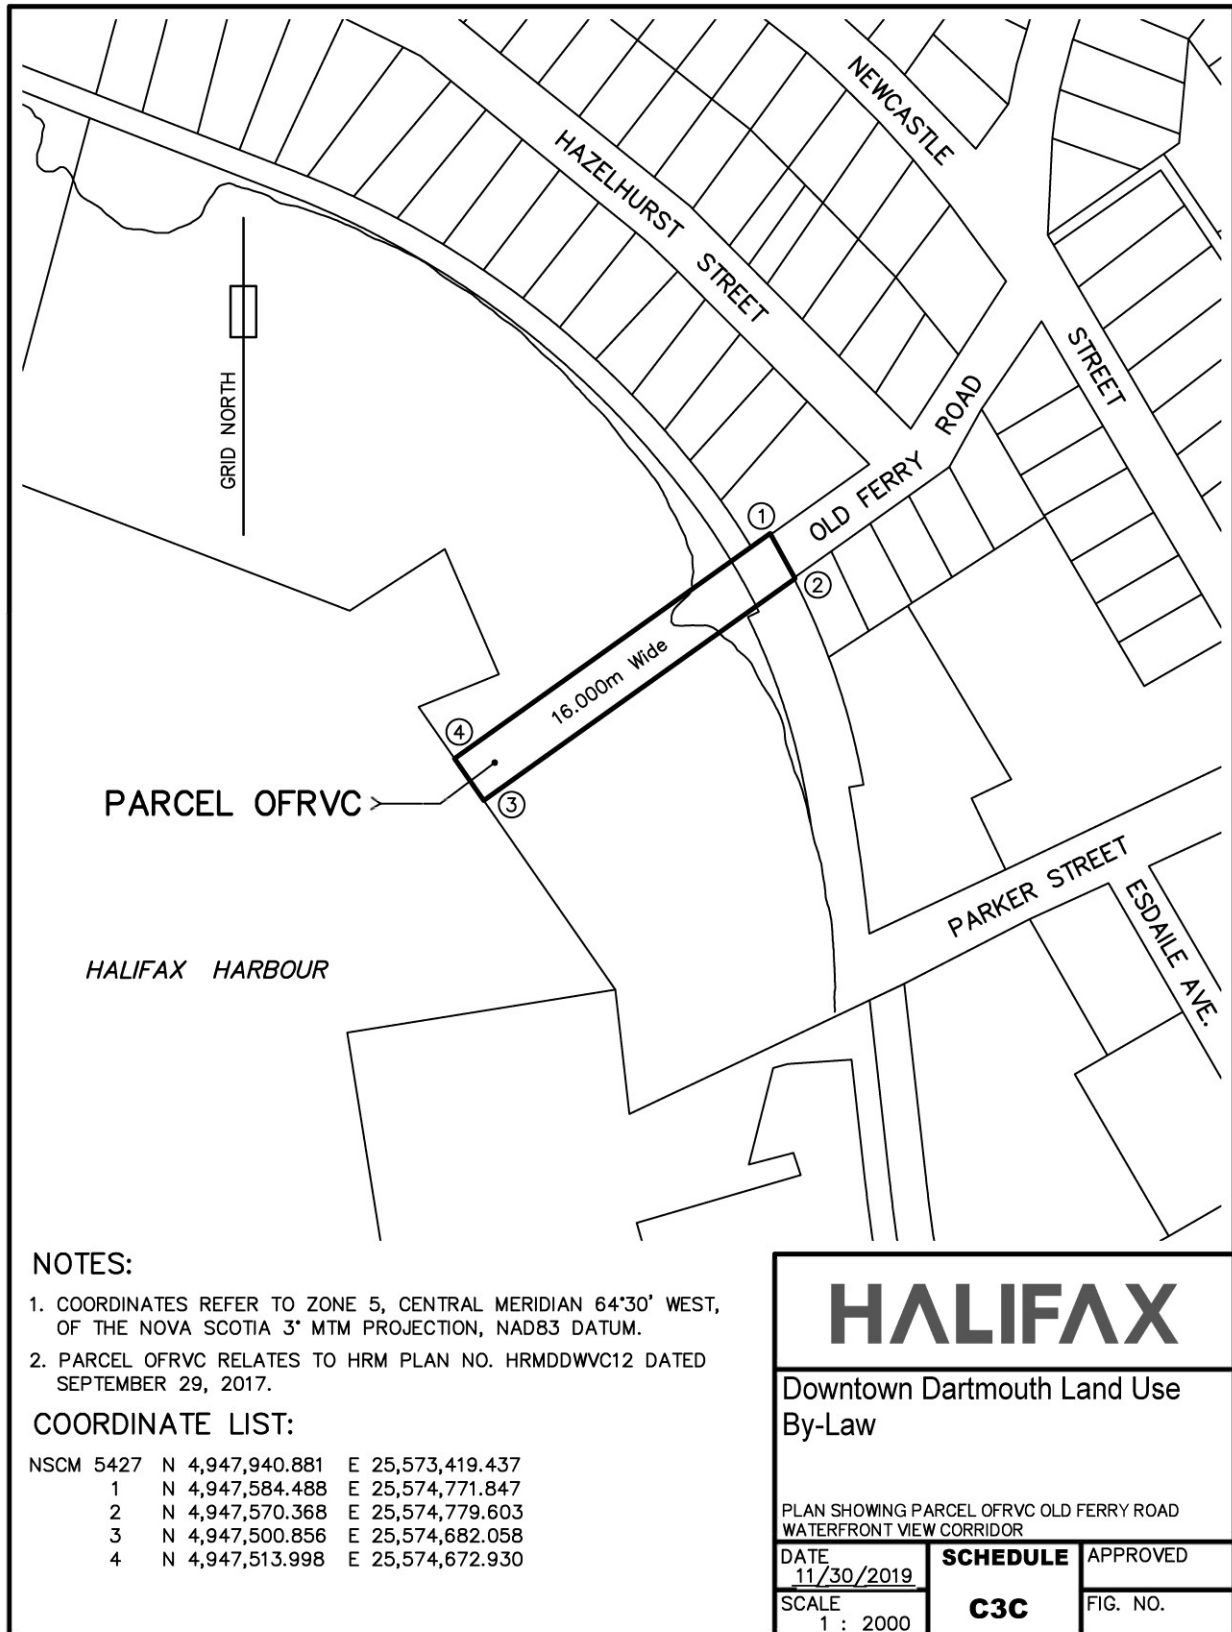 NEWCASTLE
HAZELHURST STREET
STREET
GRID NORTH
OLD FERRY ROAD
1
2
16.000m Wide
4
3
PARCEL OFRVC
PARKER STREET
ESDAILE AVE.
HALIFAX HARBOUR
NOTES:
1. COORDINATES REFER TO ZONE 5, CENTRAL MERIDIAN 64°30' WEST,
OF THE NOVA SCOTIA 3° MTM PROJECTION, NAD83 DATUM.
2. PARCEL OFRVC RELATES TO HRM PLAN NO. HRMDDWVC12 DATED
SEPTEMBER 29, 2017.
COORDINATE LIST:
NSCM 5427 N 4,947,940.881 E 25,573,419.437
1 N 4,947,584.488 E 25,574,771.847
2 N 4,947,570.368 E 25,574,779.603
3 N 4,947,500.856 E 25,574,682.058
4 N 4,947,513.998 E 25,574,672.930
HALIFAX
Downtown Dartmouth Land Use
By-Law
PLAN SHOWING PARCEL OFRVC OLD FERRY ROAD
WATERFRONT VIEW CORRIDOR
DATE
11/30/2019
SCHEDULE
C3C
APPROVED
SCALE
1 : 2000
FIG. NO.